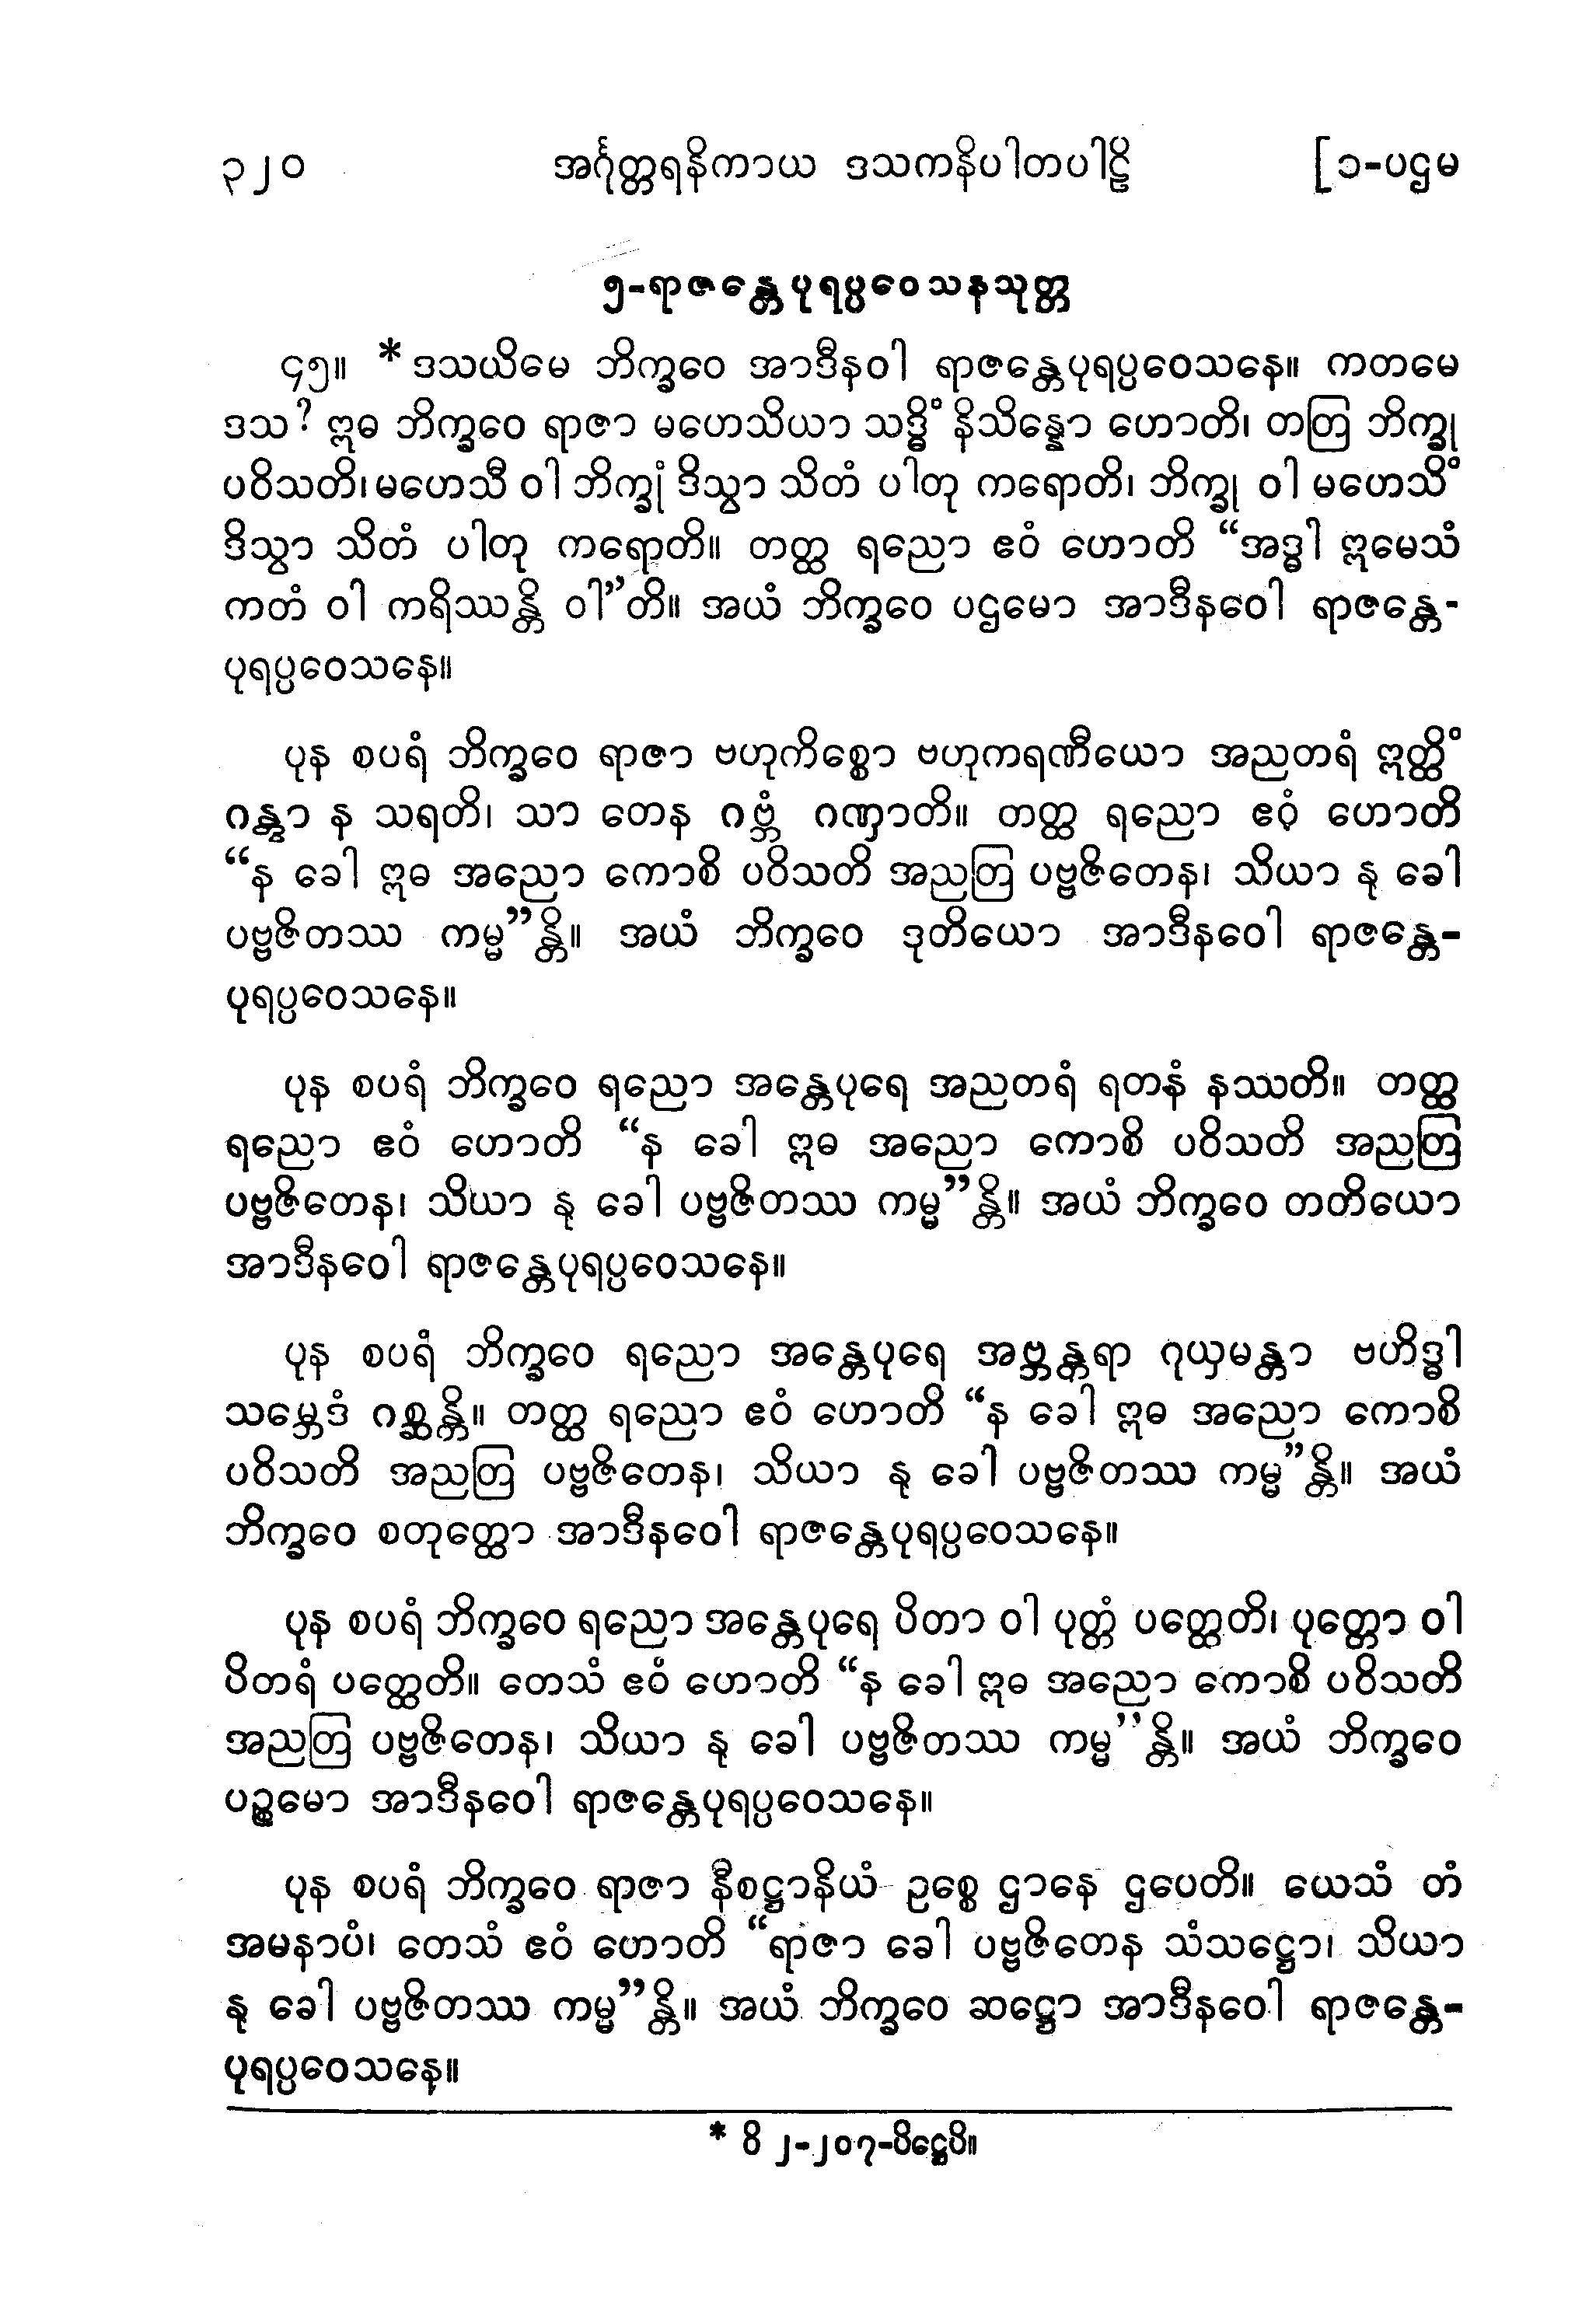 ၃၂၀ အင်္ဂုတ္တရနိကာယ ဒသကနိပါတပါဠိ [၁-ပဌမ
၅-ရာဇန္တေပုရပ္ပဝေသနသုတ္တ
၄၅။ *ဒသယိမေ ဘိက္ခဝေ အာဒီနဝါ ရာဇန္တေပုရပ္ပဝေသနေ။ ကတမေ
ဒသ? ဣဓ ဘိက္ခဝေ ရာဇာ မဟေသိယာ သဒ္ဓိံ နိသိန္နော ဟောတိ၊ တတြ ဘိက္ခု
ပဝိသတိ၊ မဟေသီ ဝါ ဘိက္ခုံ ဒိသွာ သိတံ ပါတု ကရောတိ၊ ဘိက္ခု ဝါ မဟေသိံ
ဒိသွာ သိတံ ပါတု ကရောတိ။ တတ္ထ ရညော ဧဝံ ဟောတိ “အဒ္ဓါ ဣမေသံ
ကတံ ဝါ ကရိဿန္တိ ဝါ”တိ။ အယံ ဘိက္ခဝေ ပဌမော အာဒီနဝေါ ရာဇန္တေ-
ပုရပ္ပဝေသနေ။
ပုန စပရံ ဘိက္ခဝေ ရာဇာ ဗဟုကိစ္စော ဗဟုကရဏီယော အညတရံ ဣတ္ထိံ
ဂန္တွာ န သရတိ၊ သာ တေန ဂဗ္ဘံ ဂဏှာတိ။ တတ္ထ ရညော ဧဝံ ဟောတိ
“န ခေါ ဣဓ အညော ကောစိ ပဝိသတိ အညတြ ပဗ္ဗဇိတေန၊ သိယာ နု ခေါ
ပဗ္ဗဇိတဿ ကမ္မ”န္တိ။ အယံ ဘိက္ခဝေ ဒုတိယော အာဒီနဝေါ ရာဇန္တေ-
ပုရပ္ပဝေသနေ။
ပုန စပရံ ဘိက္ခဝေ ရညော အန္တေပုရေ အညတရံ ရတနံ နဿတိ။ တတ္ထ
ရညော ဧဝံ ဟောတိ “န ခေါ ဣဓ အညော ကောစိ ပဝိသတိ အညတြ
ပဗ္ဗဇိတေန၊ သိယာ နု ခေါ ပဗ္ဗဇိတဿ ကမ္မ”န္တိ။ အယံ ဘိက္ခဝေ တတိယော
အာဒီနဝေါ ရာဇန္တေပုရပ္ပဝေသနေ။
ပုန စပရံ ဘိက္ခဝေ ရညော အန္တေပုရေ အဗ္ဘန္တရာ ဂုယှမန္တာ ဗဟိဒ္ဓါ
သမ္ဘေဒံ ဂစ္ဆန္တိ။ တတ္ထ ရညော ဧဝံ ဟောတိ “န ခေါ ဣဓ အညော ကောစိ
ပဝိသတိ အညတြ ပဗ္ဗဇိတေန၊ သိယာ နု ခေါ ပဗ္ဗဇိတဿ ကမ္မ”န္တိ။ အယံ
ဘိက္ခဝေ စတုတ္ထော အာဒီနဝေါ ရာဇန္တေပုရပ္ပဝေသနေ။
ပုန စပရံ ဘိက္ခဝေ ရညော အန္တေပုရေ ပိတာ ဝါ ပုတ္တံ ပတ္ထေတိ၊ ပုတ္တော ဝါ
ပိတရံ ပတ္ထေတိ။ တေသံ ဧဝံ ဟောတိ “န ခေါ ဣဓ အညော ကောစိ ပဝိသတိ
အညတြ ပဗ္ဗဇိတေန၊ သိယာ နု ခေါ ပဗ္ဗဇိတဿ ကမ္မ”န္တိ။ အယံ ဘိက္ခဝေ
ပဉ္စမော အာဒီနဝေါ ရာဇန္တေပုရပ္ပဝေသနေ။
ပုန စပရံ ဘိက္ခဝေ ရာဇာ နီစဋ္ဌာနိယံ ဥစ္စေ ဌာနေ ဌပေတိ။ ယေသံ တံ
အမနာပံ၊ တေသံ ဧဝံ ဟောတိ “ရာဇာ ခေါ ပဗ္ဗဇိတေန သံသဋ္ဌော၊ သိယာ
နု ခေါ ပဗ္ဗဇိတဿ ကမ္မ”န္တိ။ အယံ ဘိက္ခဝေ ဆဋ္ဌော အာဒီနဝေါ ရာဇန္တေ-
ပုရပ္ပဝေသနေ။
* ဝိ ၂-၂၀၇-ပိဋ္ဌေပိ။